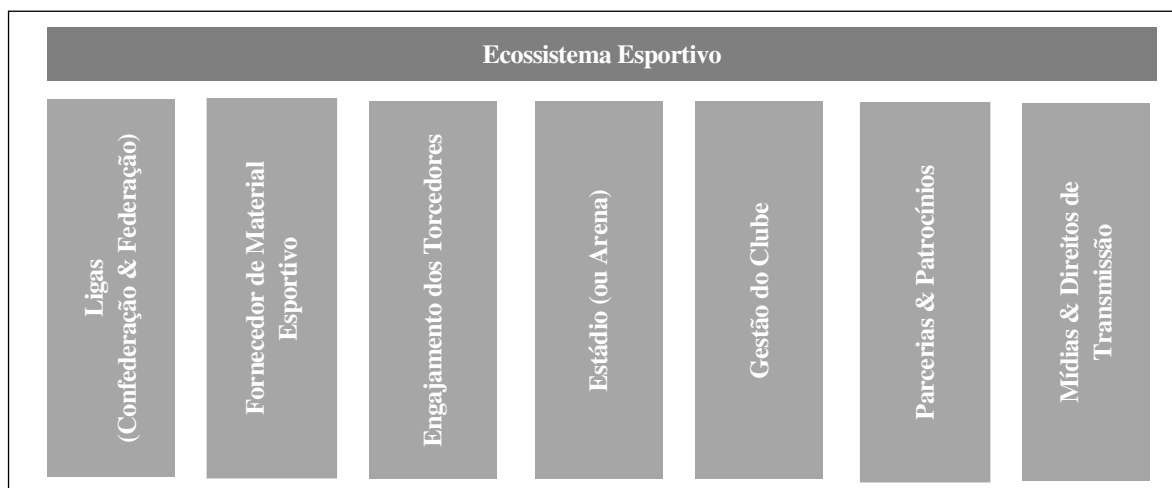 Ecossistema Esportivo
Ligas
(Confederação & Federação)
Fornecedor de Material
Esportivo
Engajamento dos Torcedores
Estádio (ou Arena)
Gestão do Clube
Parcerias & Patrocínios
Mídias & Direitos de
Transmissão